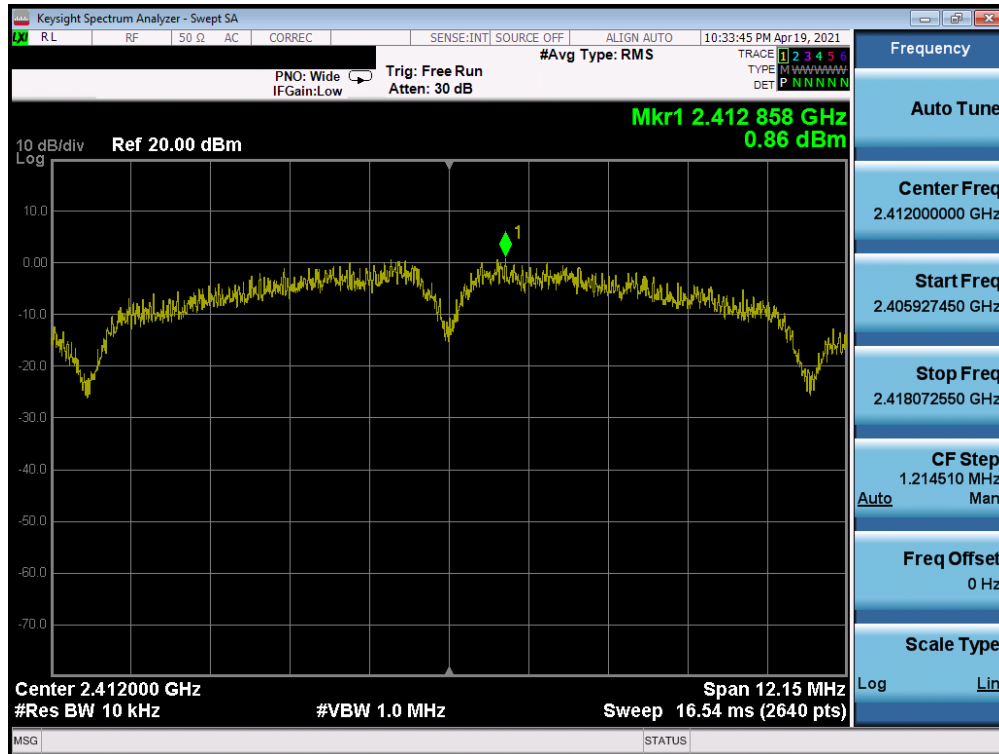 Keysight Spectrum Analyzer - Swept SA
LXI RL RF 50 Ω AC CORREC SENSE:INT SOURCE OFF ALIGN AUTO 10:33:45 PM Apr 19, 2021
#Avg Type: RMS
TRACE 1 2 3 4 5 6
TYPE M W W W W W
DET P N N N N N
PNO: Wide Trig: Free Run
IFGain:Low Atten: 30 dB
Mkr1 2.412 858 GHz
0.86 dBm
10 dB/div Ref 20.00 dBm
Log
1
10.0
0.00
-10.0
-20.0
-30.0
-40.0
-50.0
-60.0
-70.0
Center 2.412000 GHz Span 12.15 MHz
#Res BW 10 kHz #VBW 1.0 MHz Sweep 16.54 ms (2640 pts)
MSG STATUS
Frequency
Auto Tune
Center Freq
2.412000000 GHz
Start Freq
2.405927450 GHz
Stop Freq
2.418072550 GHz
CF Step
1.214510 MHz
Auto Man
Freq Offset
0 Hz
Scale Type
Log Lin